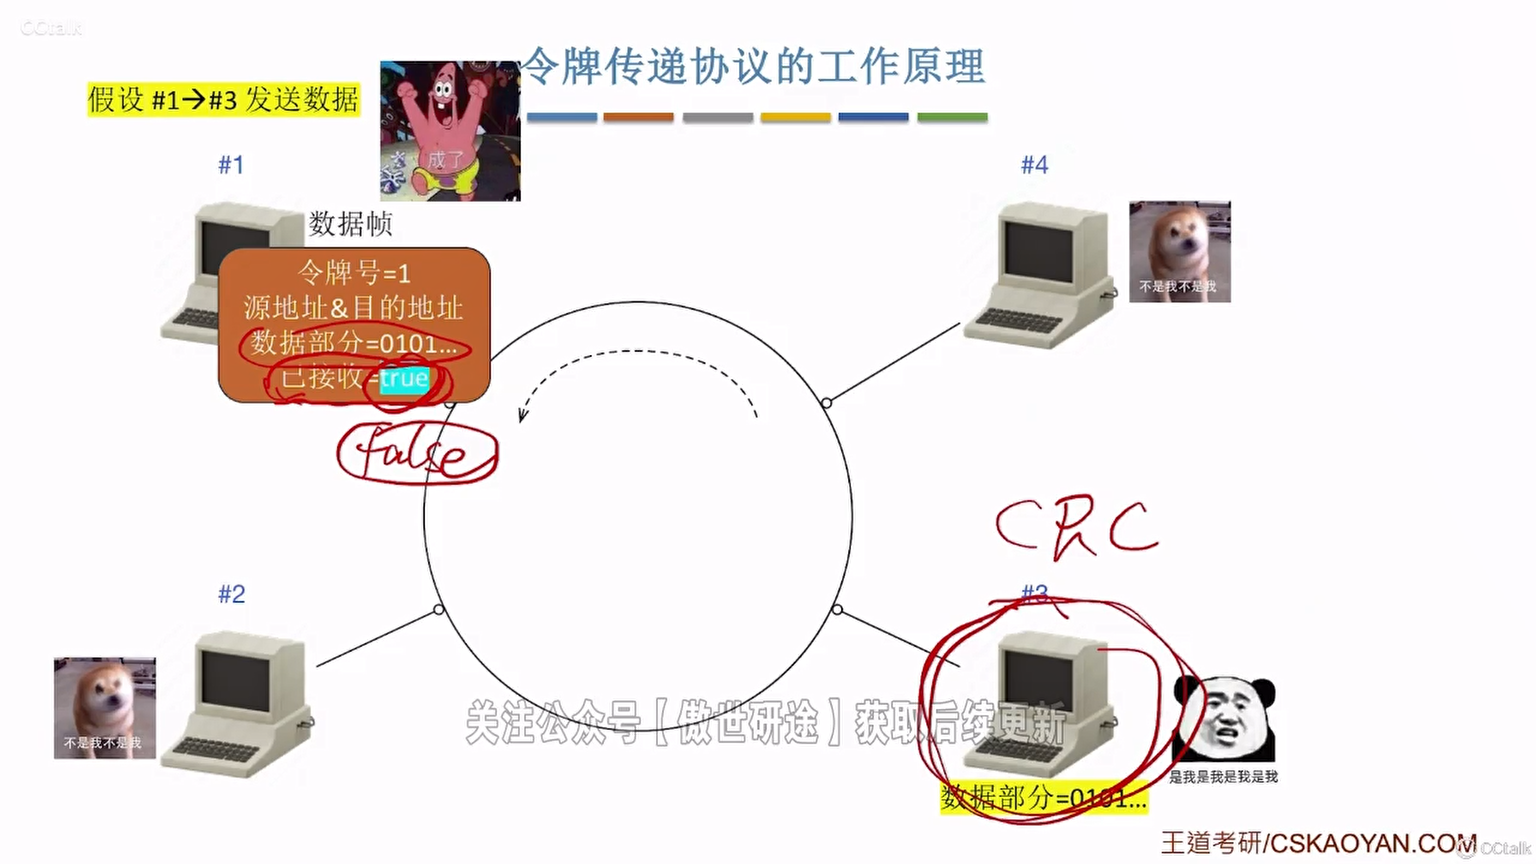 CCtalk
令牌传递协议的工作原理
假设 #1→#3 发送数据
成了
#1
#4
数据帧
令牌号=1
源地址&目的地址
数据部分=0101...
已接收=true
false
不是我不是我
CRC
#2
#3
不是我不是我
关注公众号【傲世研途】获取后续更新
是我是我是我是我
数据部分=0101...
王道考研/CSKAOYAN.COM
CCtalk